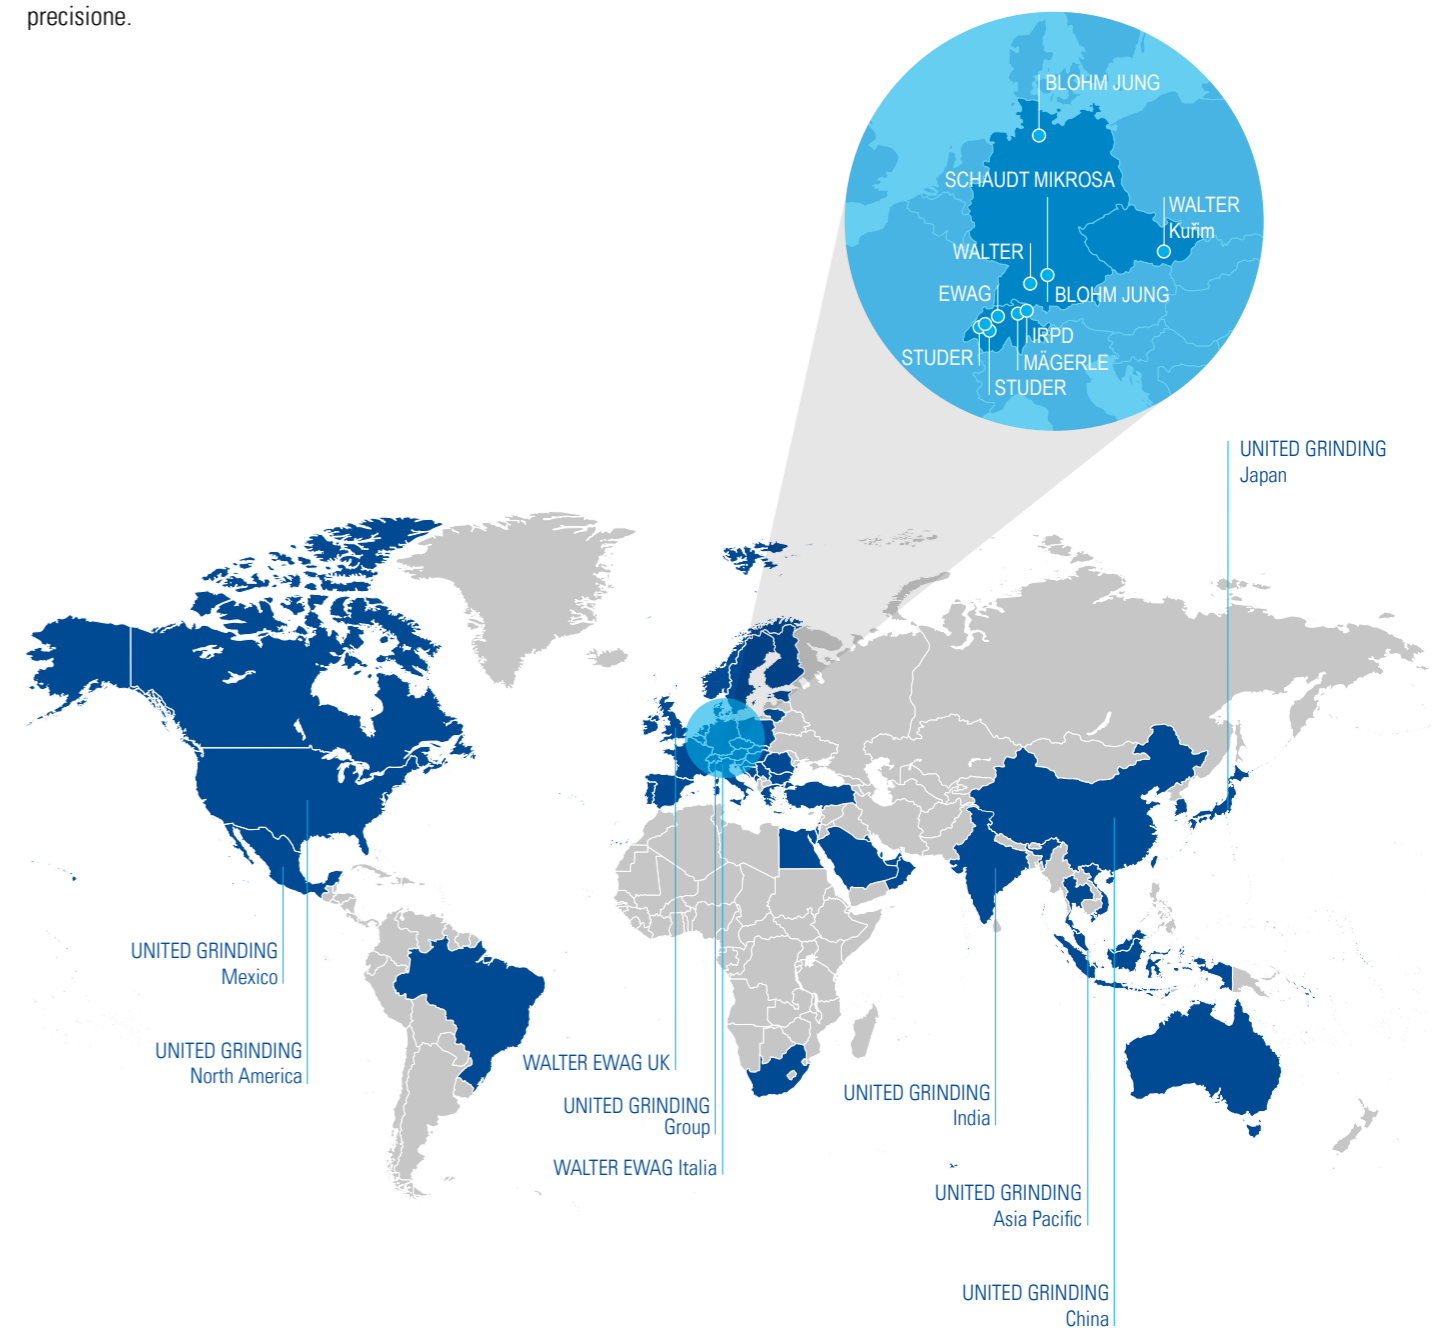 precisione.
BLOHM JUNG
SCHAUDT MIKROSA
WALTER
Kuřim
WALTER
EWAG
BLOHM JUNG
IRPD
STUDER
MÄGERLE
STUDER
UNITED GRINDING
Japan
UNITED GRINDING
Mexico
UNITED GRINDING
North America
WALTER EWAG UK
UNITED GRINDING
Group
WALTER EWAG Italia
UNITED GRINDING
India
UNITED GRINDING
Asia Pacific
UNITED GRINDING
China